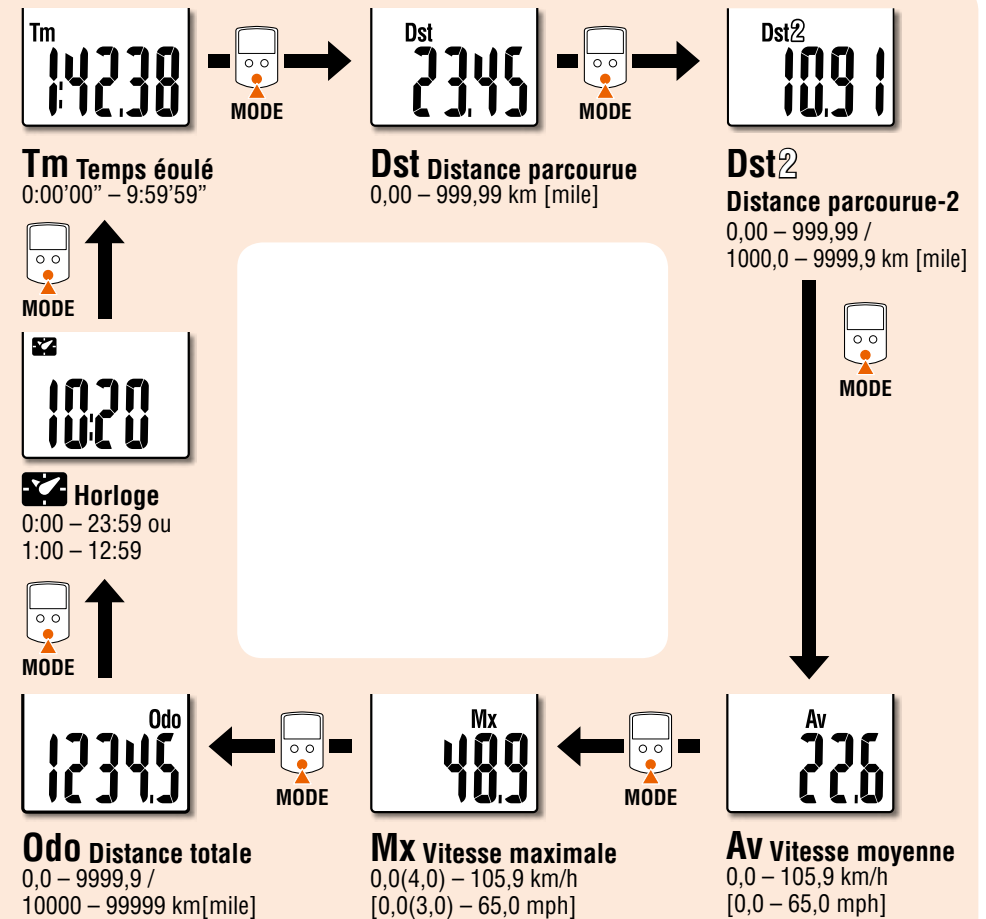 Tm
1:42.38
MODE
Dst
23.45
MODE
Dst2
10.91
Tm Temps éoulé
0:00’00” – 9:59’59”
Dst Distance parcourue
0,00 – 999,99 km [mile]
Dst2
Distance parcourue-2
0,00 – 999,99 /
1000,0 – 9999,9 km [mile]
MODE
MODE
10:20
Horloge
0:00 – 23:59 ou
1:00 – 12:59
MODE
Odo
1234.5
MODE
Mx
48.9
MODE
Av
22.6
Odo Distance totale
0,0 – 9999,9 /
10000 – 99999 km[mile]
Mx Vitesse maximale
0,0(4,0) – 105,9 km/h
[0,0(3,0) – 65,0 mph]
Av Vitesse moyenne
0,0 – 105,9 km/h
[0,0 – 65,0 mph]